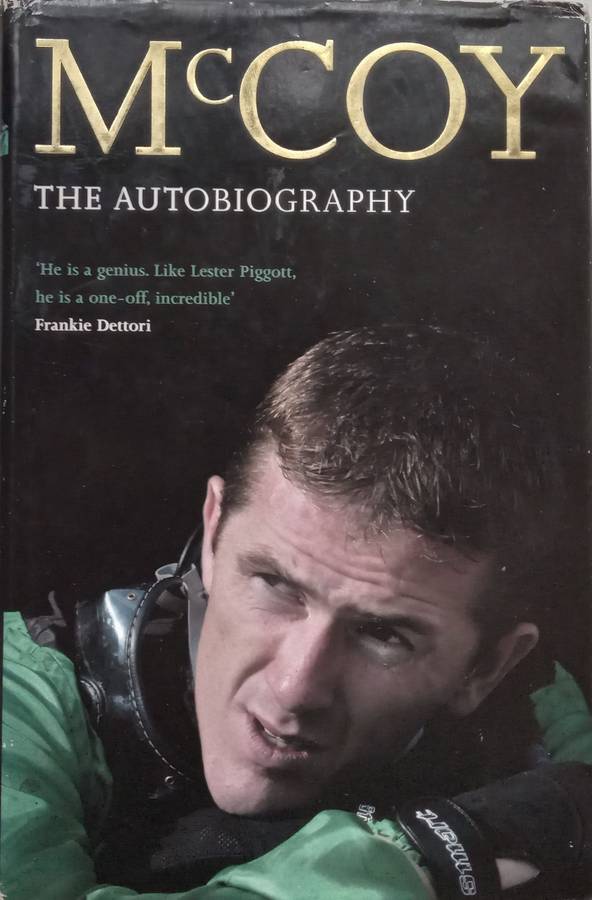 McCOY
THE AUTOBIOGRAPHY
‘He is a genius. Like Lester Piggott,
he is a one-off, incredible’
Frankie Dettori